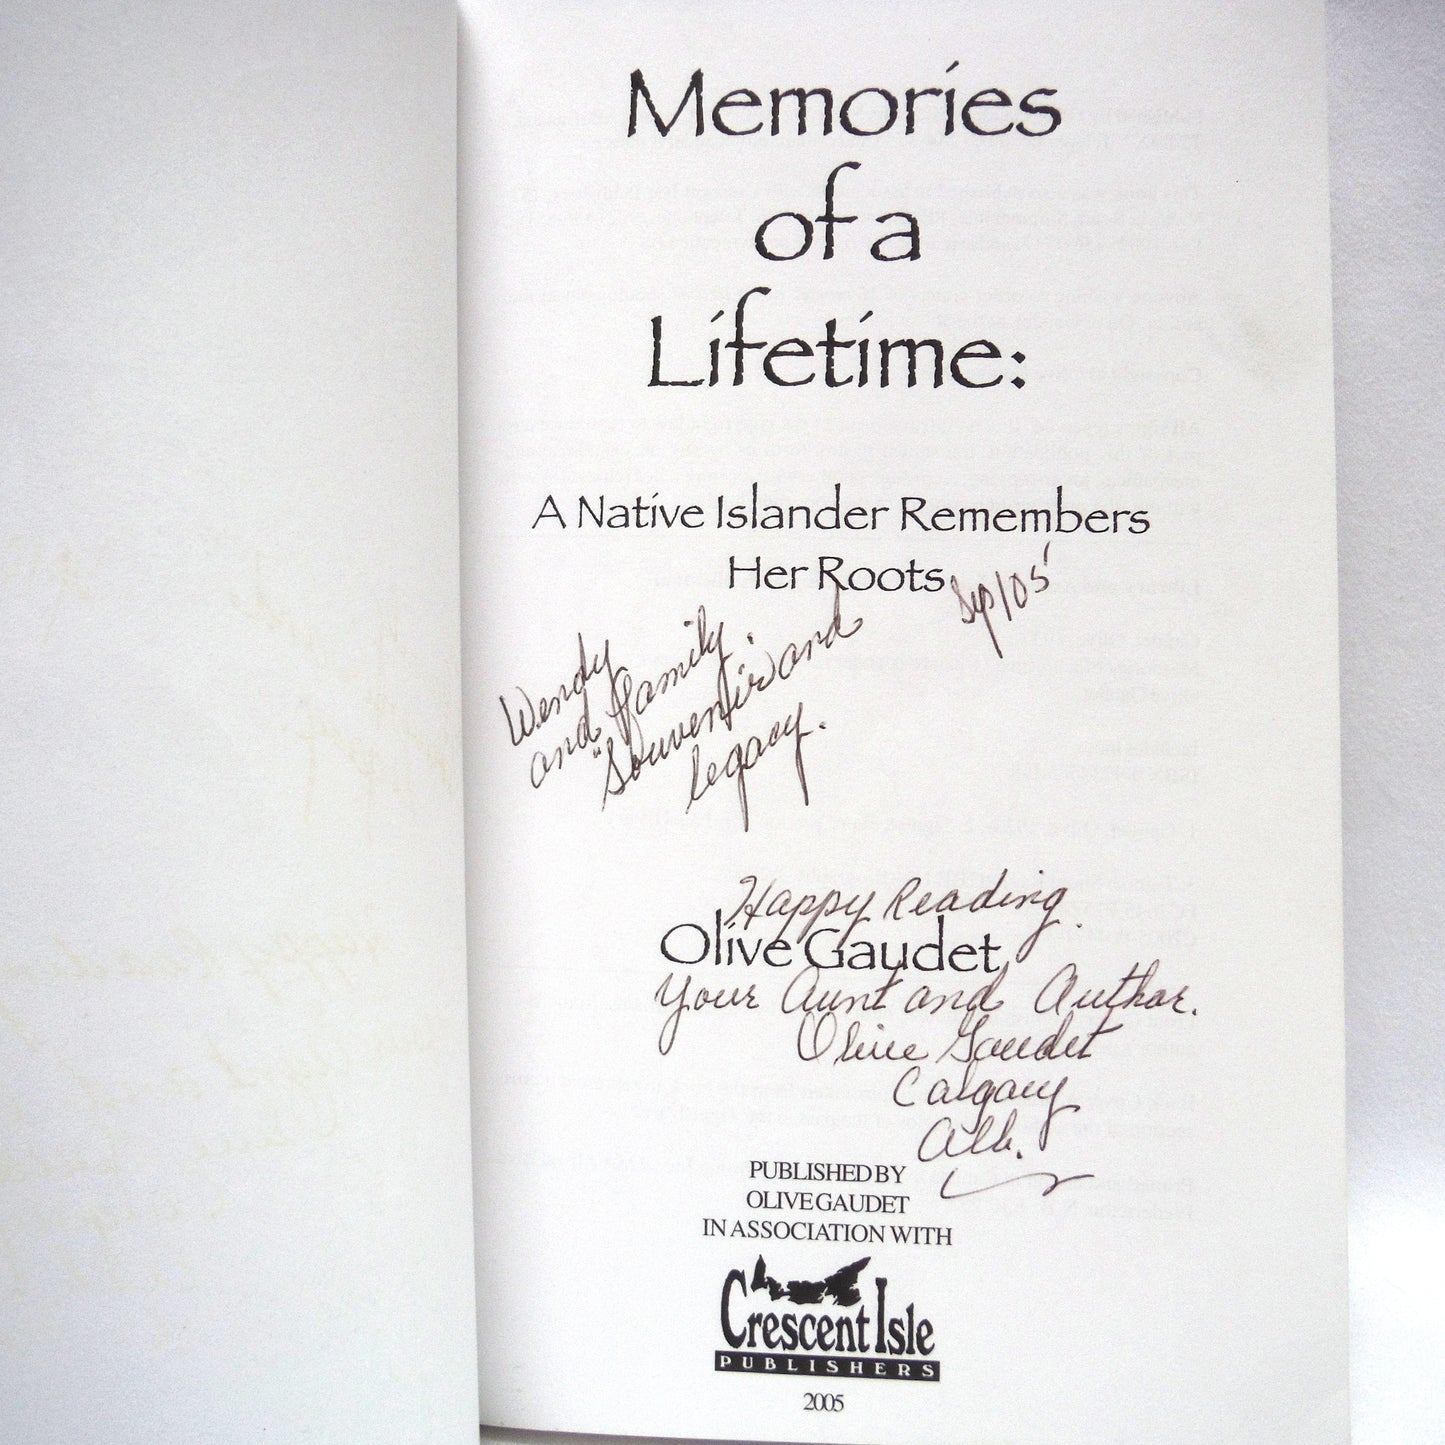 Memories
of a
Lifetime:
A Native Islander Remembers
Her Roots
Sep/05'
Wendy
and family.
"Souvenir and
legacy.
Happy Reading.
Olive Gaudet
Your Aunt and Author.
Olive Gaudet
Calgary
Alb.
PUBLISHED BY
OLIVE GAUDET
IN ASSOCIATION WITH
Crescent Isle
PUBLISHERS
2005